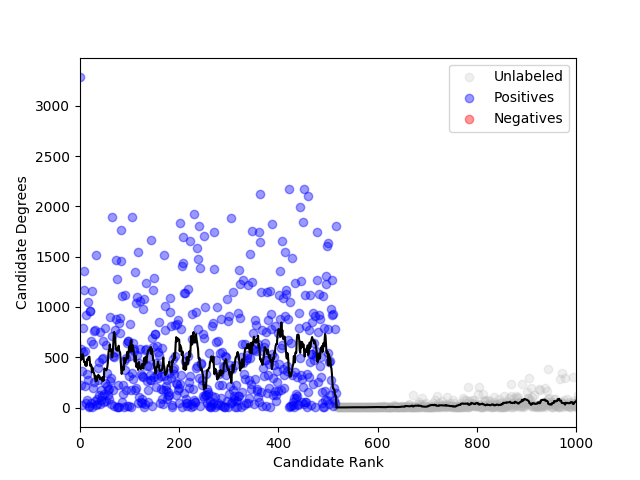 Unlabeled
Positives
Negatives
3000
2500
2000
1500
1000
500
0
Candidate Degrees
0 200 400 600 800 1000
Candidate Rank